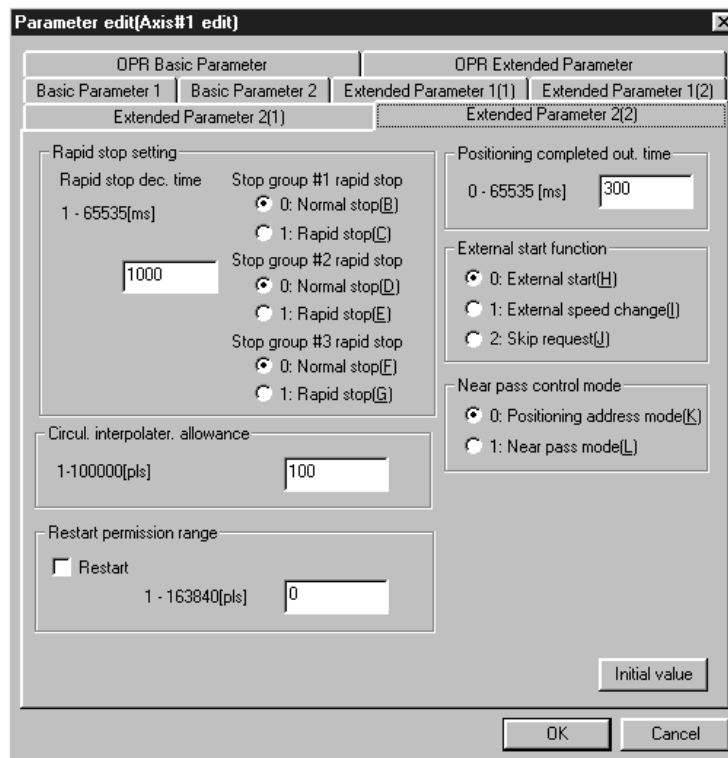 Parameter edit(Axis#1 edit)
OPR Basic Parameter
OPR Extended Parameter
Basic Parameter 1
Basic Parameter 2
Extended Parameter 1(1)
Extended Parameter 1(2)
Extended Parameter 2(1)
Extended Parameter 2(2)
Rapid stop setting
Rapid stop dec. time
1 - 65535[ms]
1000
Stop group #1 rapid stop
0: Normal stop(B)
1: Rapid stop(C)
Stop group #2 rapid stop
0: Normal stop(D)
1: Rapid stop(E)
Stop group #3 rapid stop
0: Normal stop(F)
1: Rapid stop(G)
Circul. interpolater. allowance
1-100000[pls]
100
Restart permission range
Restart
1 - 163840[pls]
0
Positioning completed out. time
0 - 65535 [ms]
300
External start function
0: External start(H)
1: External speed change(I)
2: Skip request(J)
Near pass control mode
0: Positioning address mode(K)
1: Near pass mode(L)
Initial value
OK
Cancel